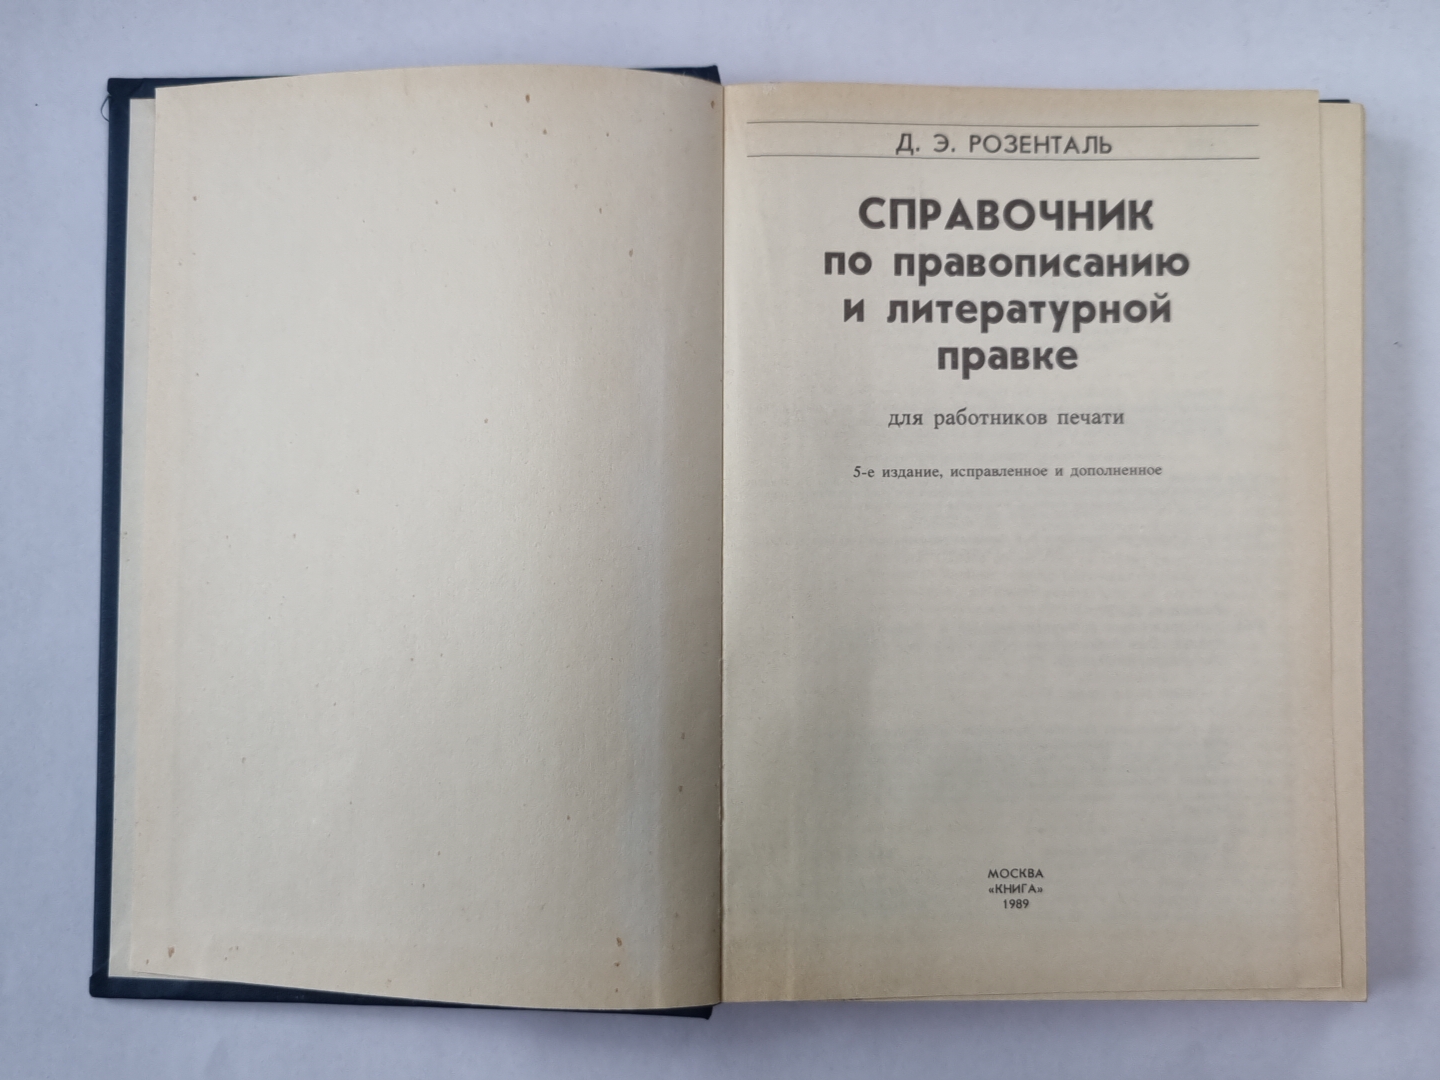 Д. Э. РОЗЕНТАЛЬ
СПРАВОЧНИК
по правописанию
и литературной
правке
для работников печати
5-е издание, исправленное и дополненное
МОСКВА
«КНИГА»
1989